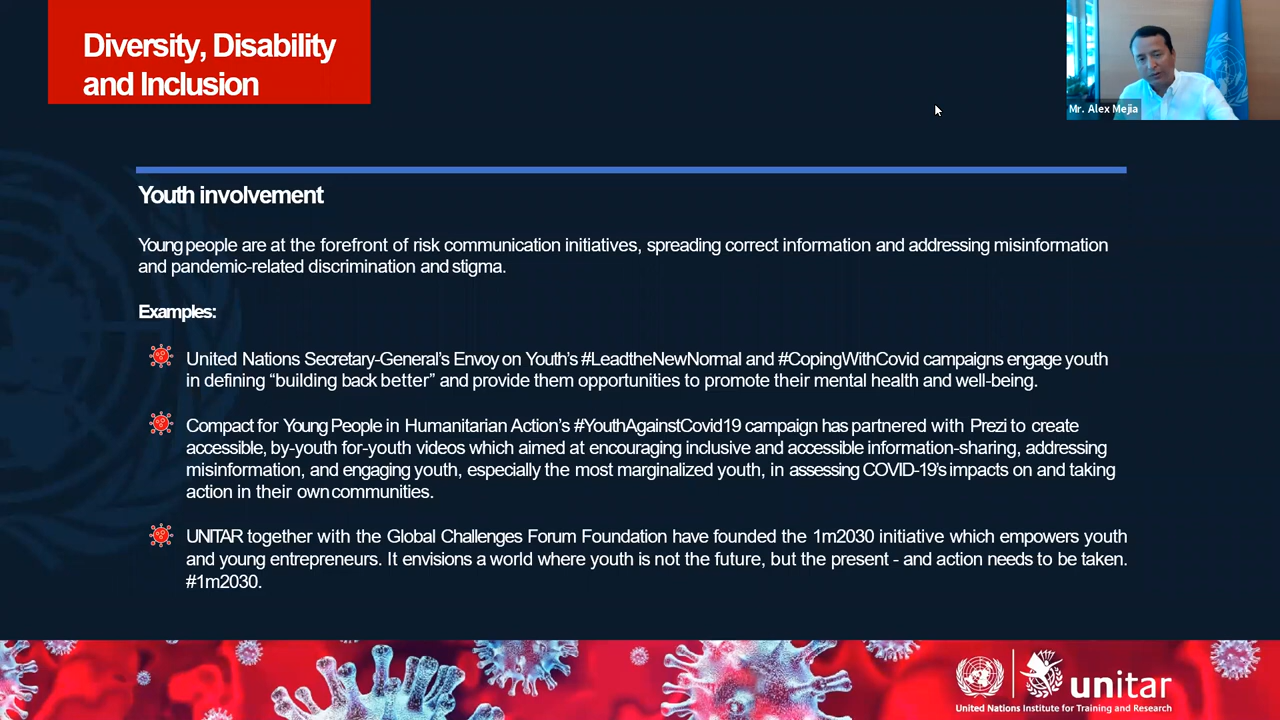 Diversity, Disability
and Inclusion
Mr. Alex Mejia
Youth involvement
Young people are at the forefront of risk communication initiatives, spreading correct information and addressing misinformation
and pandemic-related discrimination and stigma.
Examples:
United Nations Secretary-General's Envoy on Youth's #LeadtheNewNormal and #CopingWithCovid campaigns engage youth
in defining “building back better” and provide them opportunities to promote their mental health and well-being.
Compact for Young People in Humanitarian Action's #YouthAgainstCovid19 campaign has partnered with Prezi to create
accessible, by-youth for-youth videos which aimed at encouraging inclusive and accessible information-sharing, addressing
misinformation, and engaging youth, especially the most marginalized youth, in assessing COVID-19's impacts on and taking
action in their own communities.
UNITAR together with the Global Challenges Forum Foundation have founded the 1m2030 initiative which empowers youth
and young entrepreneurs. It envisions a world where youth is not the future, but the present - and action needs to be taken.
#1m2030.
unitar
United Nations Institute for Training and Research